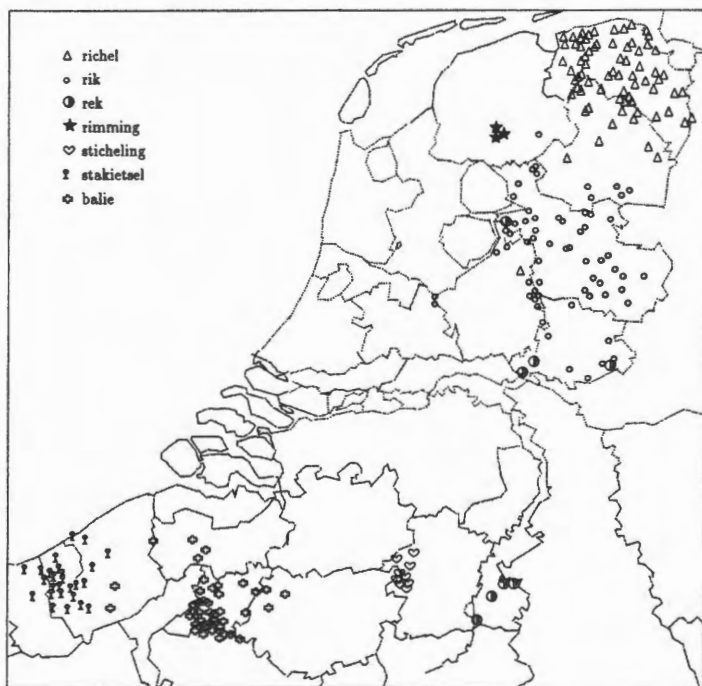 richel
rik
rek
rimming
sticheling
stakietsel
balie